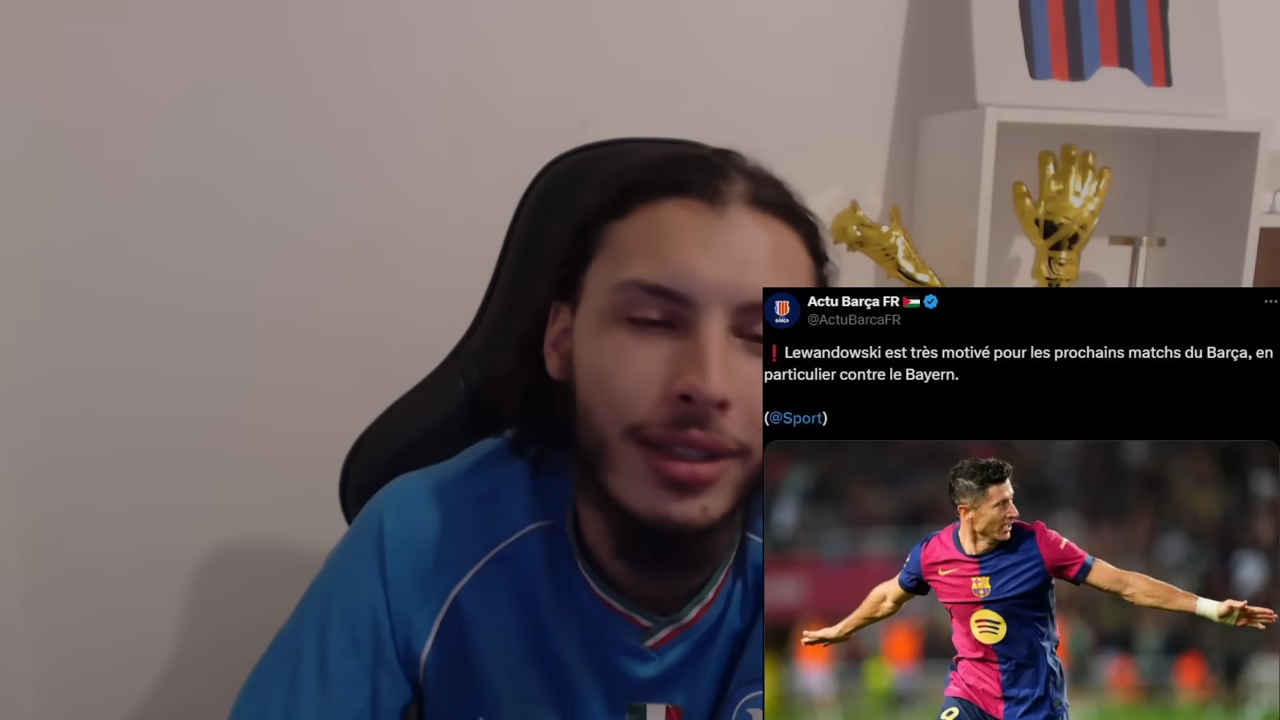 Actu Barça FR
@ActuBarcaFR
❗ Lewandowski est très motivé pour les prochains matchs du Barça, en
particulier contre le Bayern.
(@Sport)